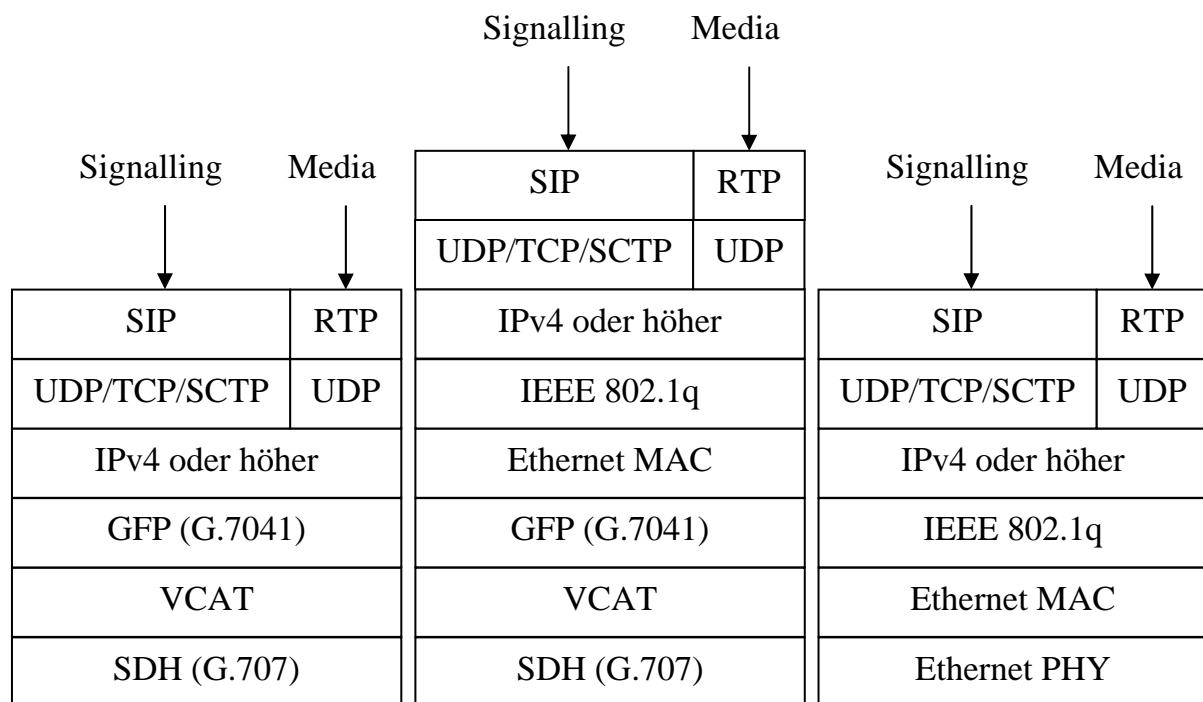 Signalling Media
Signalling Media
SIP RTP
UDP/TCP/SCTP UDP
IPv4 oder höher
GFP (G.7041)
VCAT
SDH (G.707)
SIP RTP
UDP/TCP/SCTP UDP
IPv4 oder höher
IEEE 802.1q
Ethernet MAC
GFP (G.7041)
VCAT
SDH (G.707)
Signalling Media
SIP RTP
UDP/TCP/SCTP UDP
IPv4 oder höher
IEEE 802.1q
Ethernet MAC
Ethernet PHY